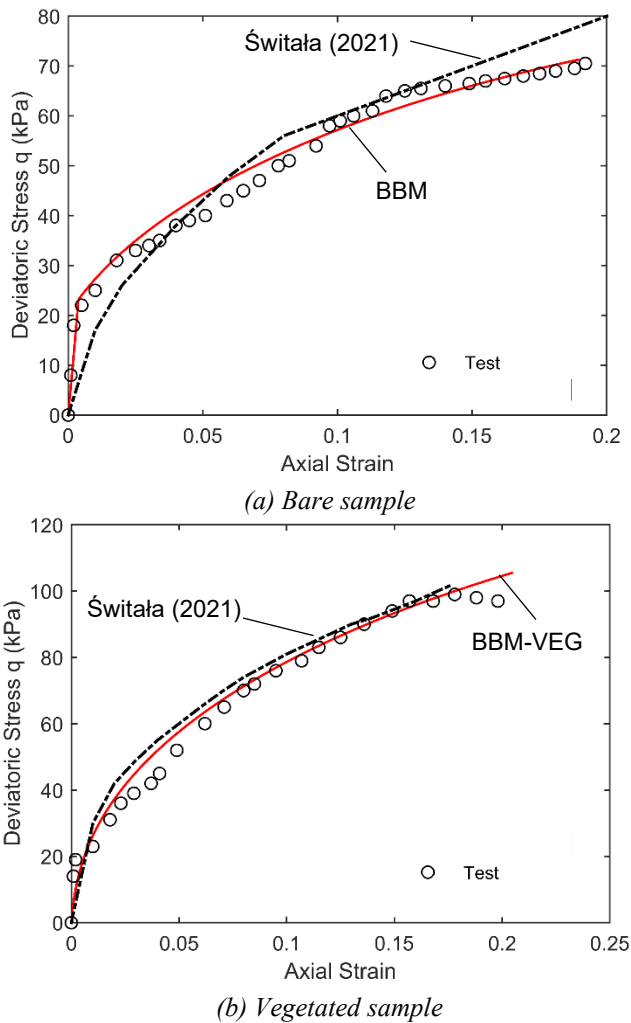 80
70
60
50
40
30
20
10
0
Deviatoric Stress q (kPa)
Świtała (2021)
BBM
Test
0
0.05
0.1
0.15
0.2
Axial Strain
(a) Bare sample
120
100
80
60
40
20
0
Deviatoric Stress q (kPa)
Świtała (2021)
BBM-VEG
Test
0
0.05
0.1
0.15
0.2
0.25
Axial Strain
(b) Vegetated sample